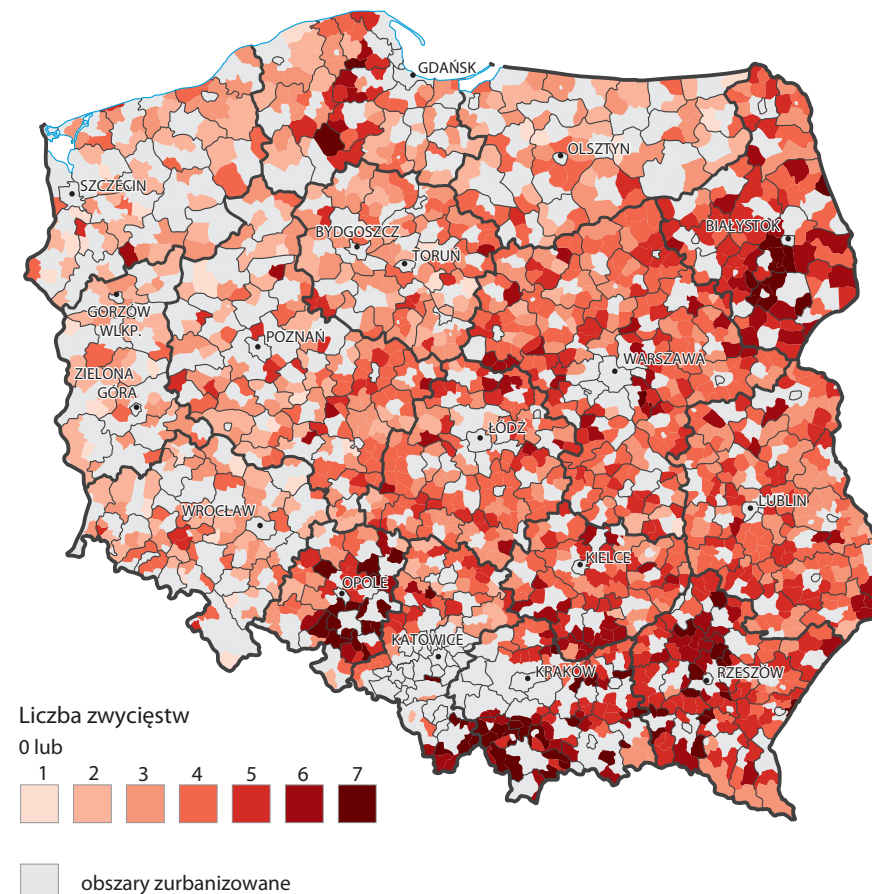 GDAŃSK
OLSZTYN
SZCZECIN
BIAŁYSTOK
BYDGOSZCZ
TORUŃ
GORZÓW
WLKP.
POZNAŃ
WARSZAWA
ZIELONA
GÓRA
ŁÓDŹ
WROCŁAW
LUBLIN
KIELCE
OPOLE
KATOWICE
KRAKÓW
RZESZÓW
Liczba zwycięstw
0 lub
1 2 3 4 5 6 7
obszary zurbanizowane